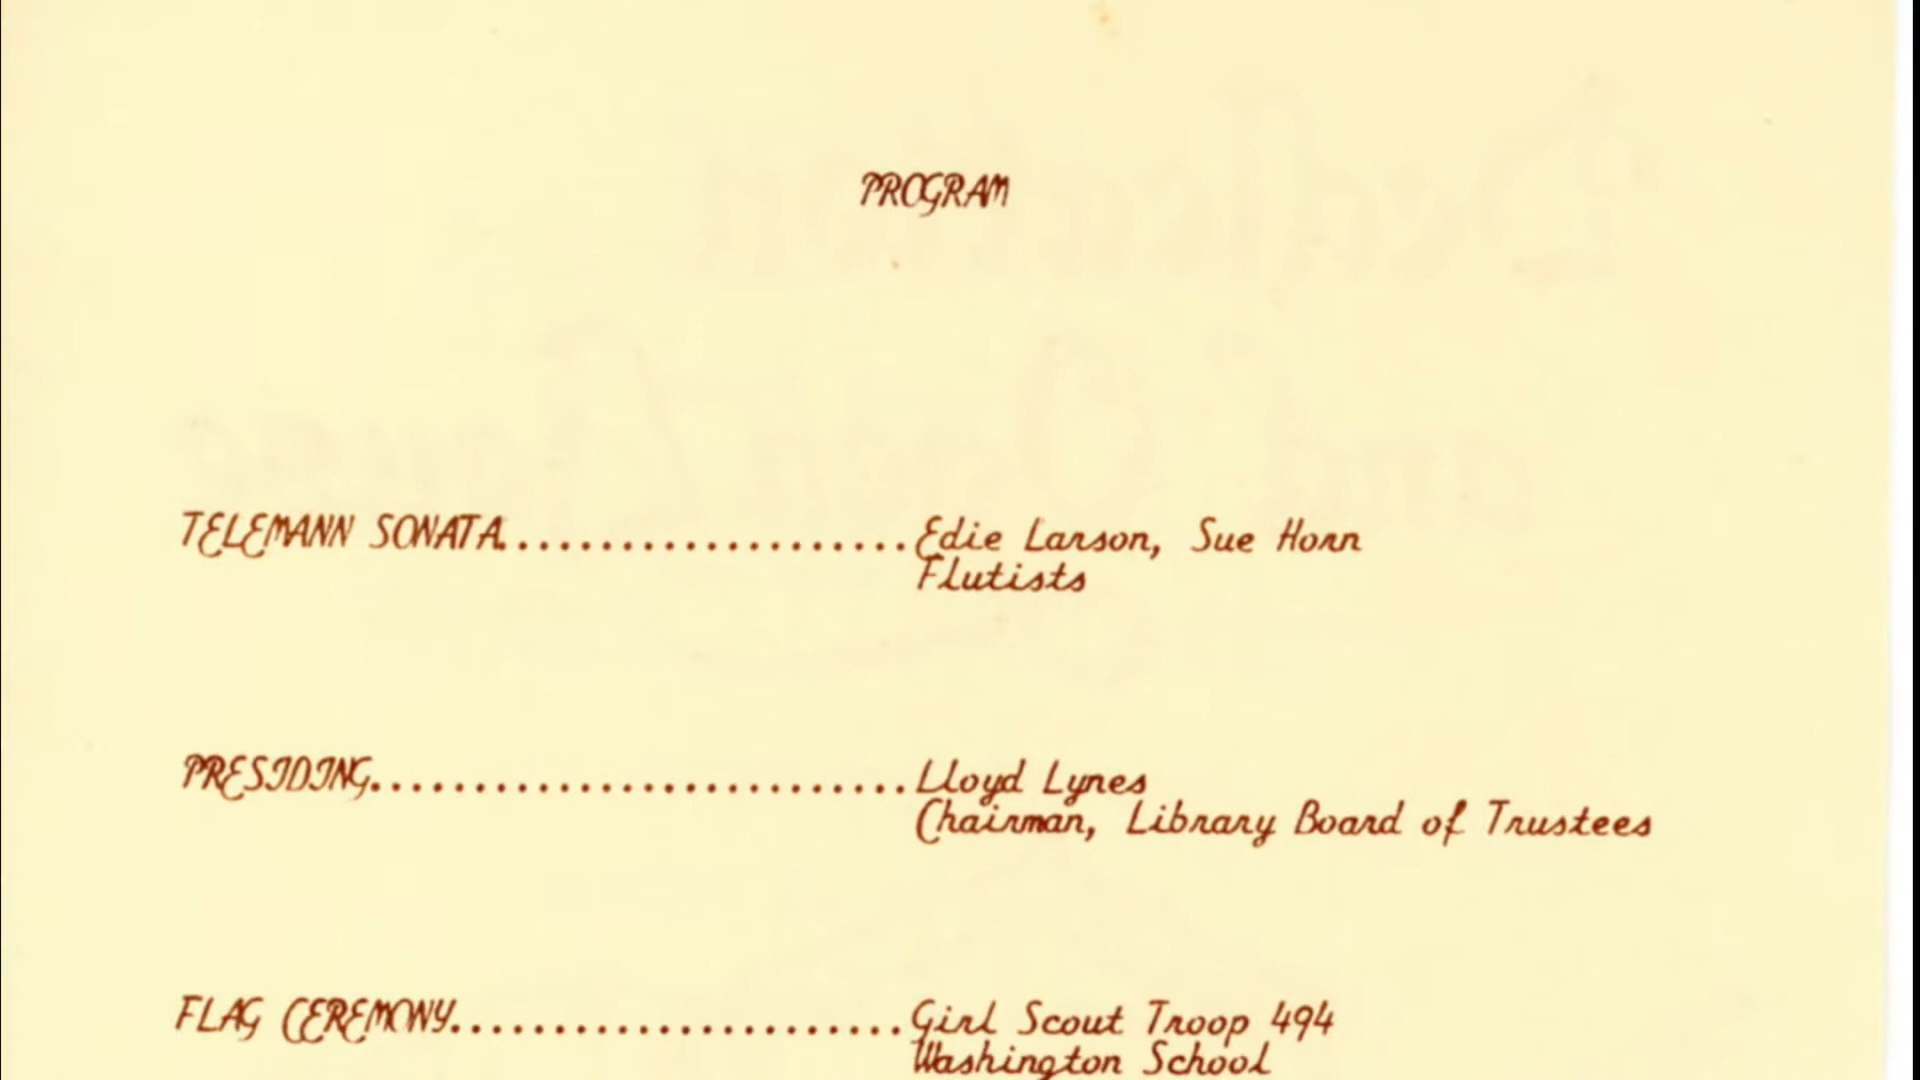 PROGRAM
TELEMANN SONATA....................Edie Larson, Sue Horn
Flutists
PRESIDING..........................Lloyd Lynes
Chairman, Library Board of Trustees
FLAG CEREMONY......................Girl Scout Troop 494
Washington School